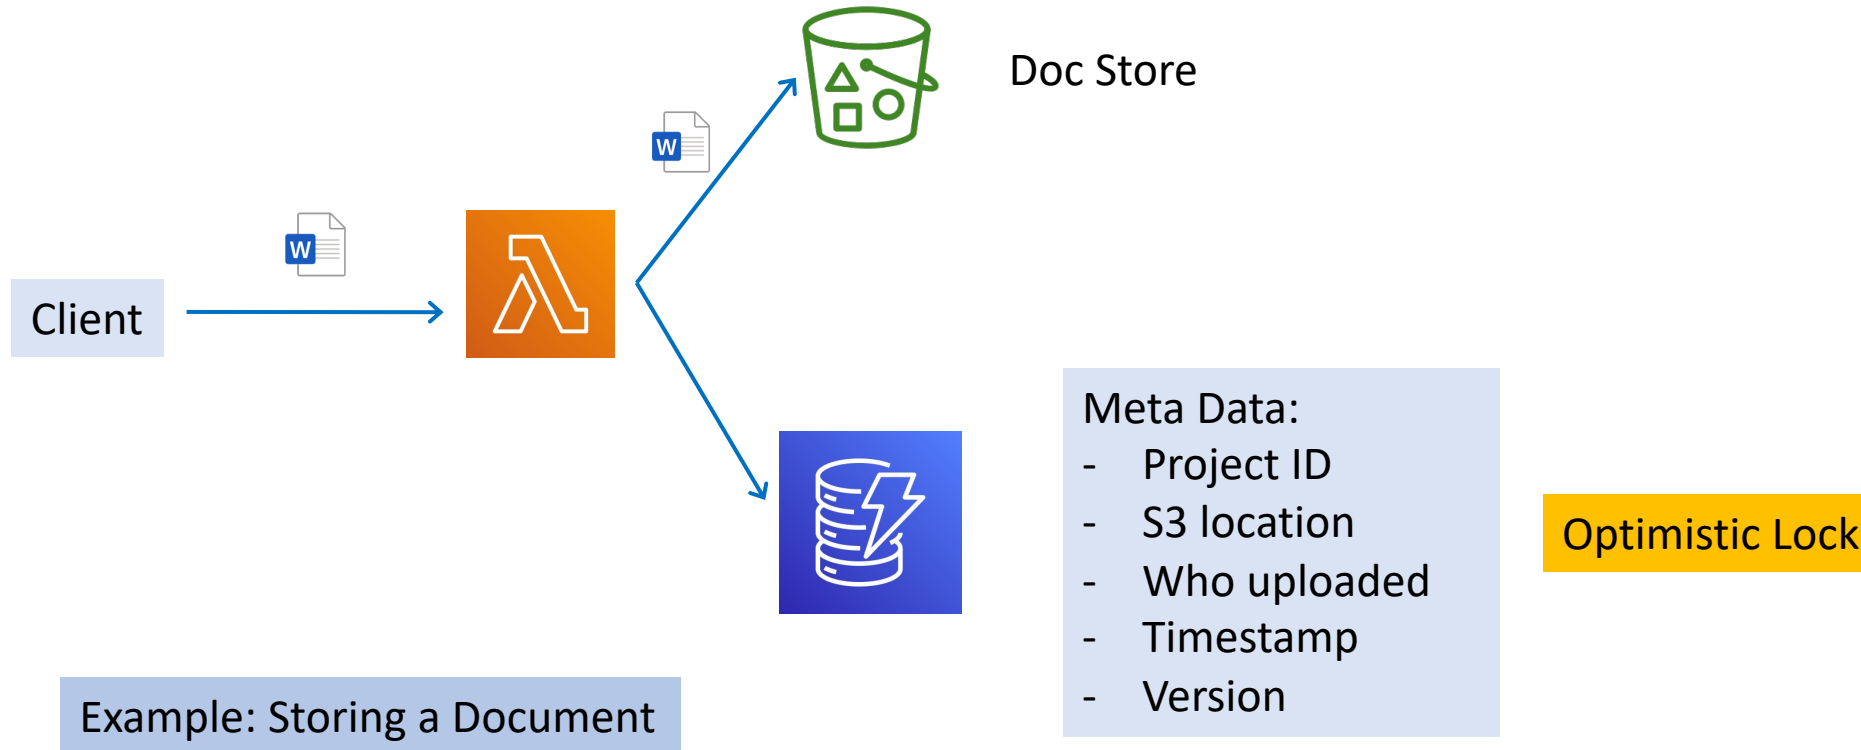 Doc Store
W
W
Client
Meta Data:
- Project ID
- S3 location
- Who uploaded
- Timestamp
- Version
Optimistic Lock
Example: Storing a Document